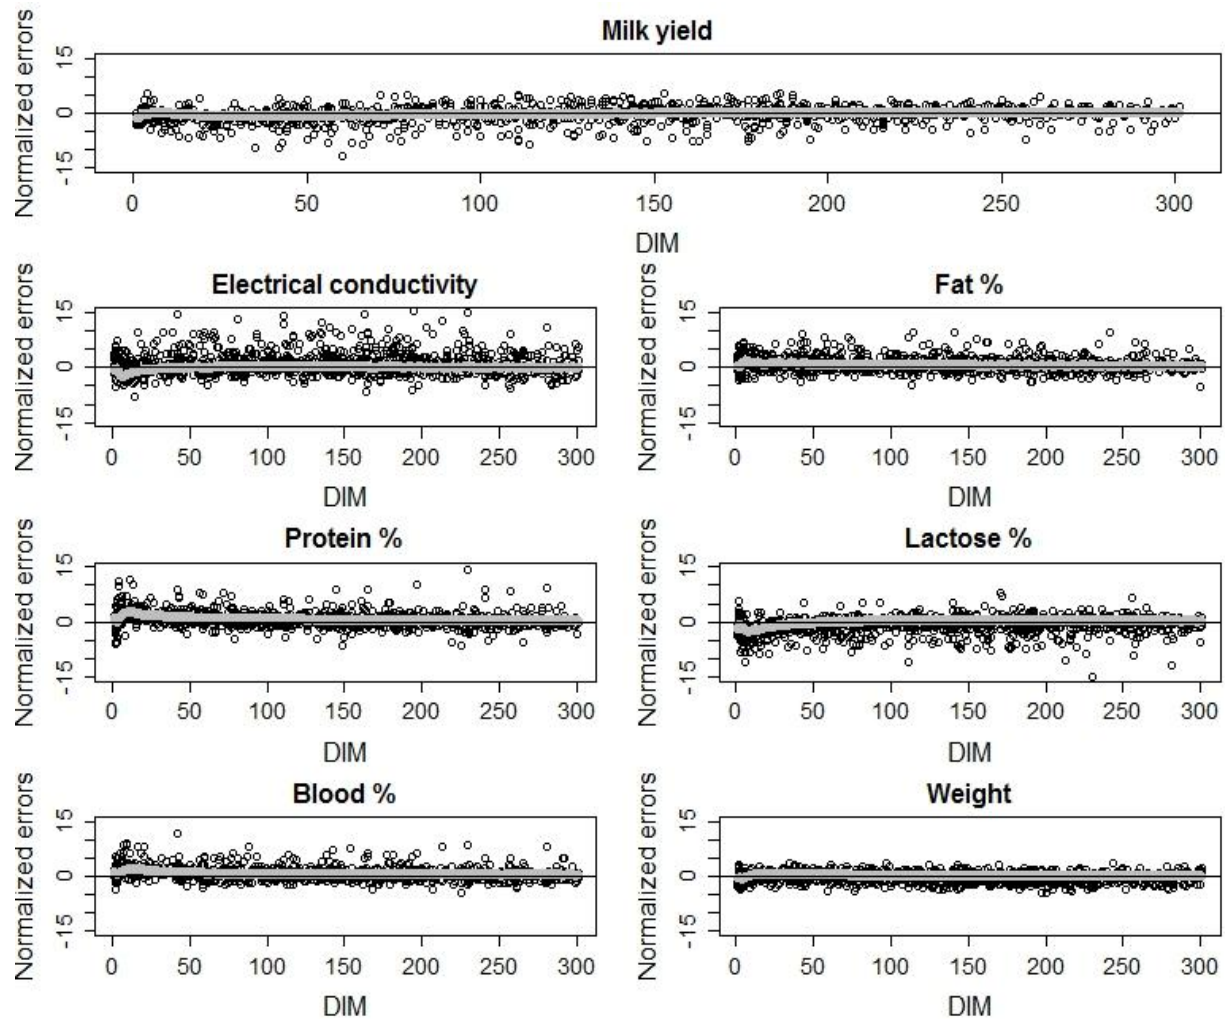 Milk yield
Normalized errors
15
0
-15
0 50 100 150 200 250 300
DIM
Electrical conductivity
Normalized errors
15
0
-15
0 50 100 150 200 250 300
DIM
Fat %
Normalized errors
15
0
-15
0 50 100 150 200 250 300
DIM
Protein %
Normalized errors
15
0
-15
0 50 100 150 200 250 300
DIM
Lactose %
Normalized errors
15
0
-15
0 50 100 150 200 250 300
DIM
Blood %
Normalized errors
15
0
-15
0 50 100 150 200 250 300
DIM
Weight
Normalized errors
15
0
-15
0 50 100 150 200 250 300
DIM